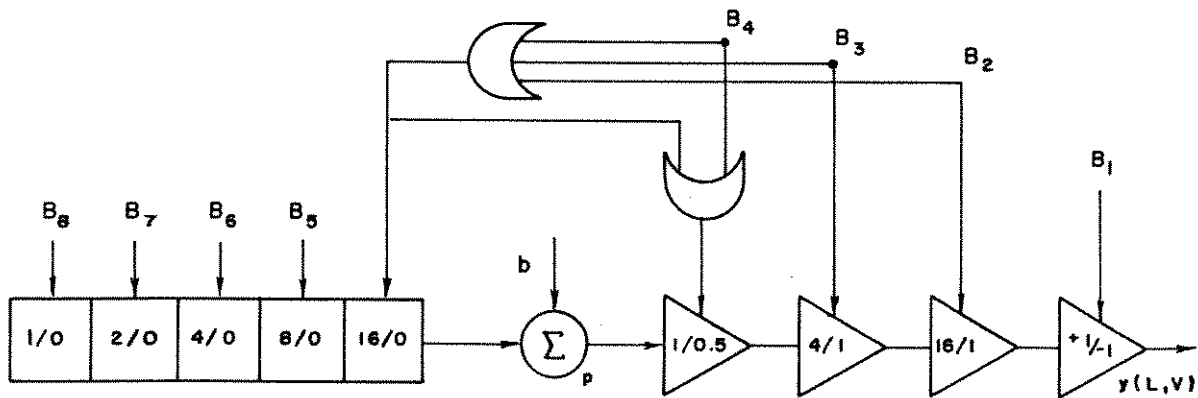 B4
B3
B2
B1
B8
B7
B6
B5
b
1/0
2/0
4/0
8/0
16/0
Σ
p
1/0.5
4/1
16/1
+1/-1
y(L,V)